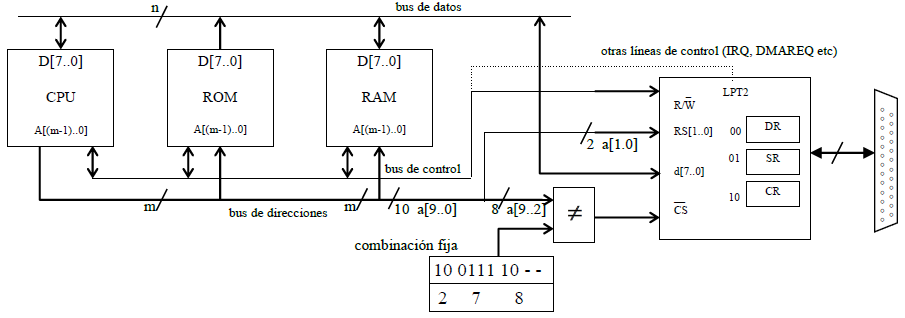 n
bus de datos
otras líneas de control (IRQ, DMAREQ etc)
D[7..0]
CPU
A[(m-1)..0]
D[7..0]
ROM
A[(m-1)..0]
D[7..0]
RAM
A[(m-1)..0]
LPT2
R/W̅
RS[1..0]
00
DR
01
SR
d[7..0]
10
CR
C̅S̅
2 a[1.0]
bus de control
m
bus de direcciones
m
10 a[9..0]
8 a[9..2]
≠
combinación fija
10 0111 10 - -
2 7 8